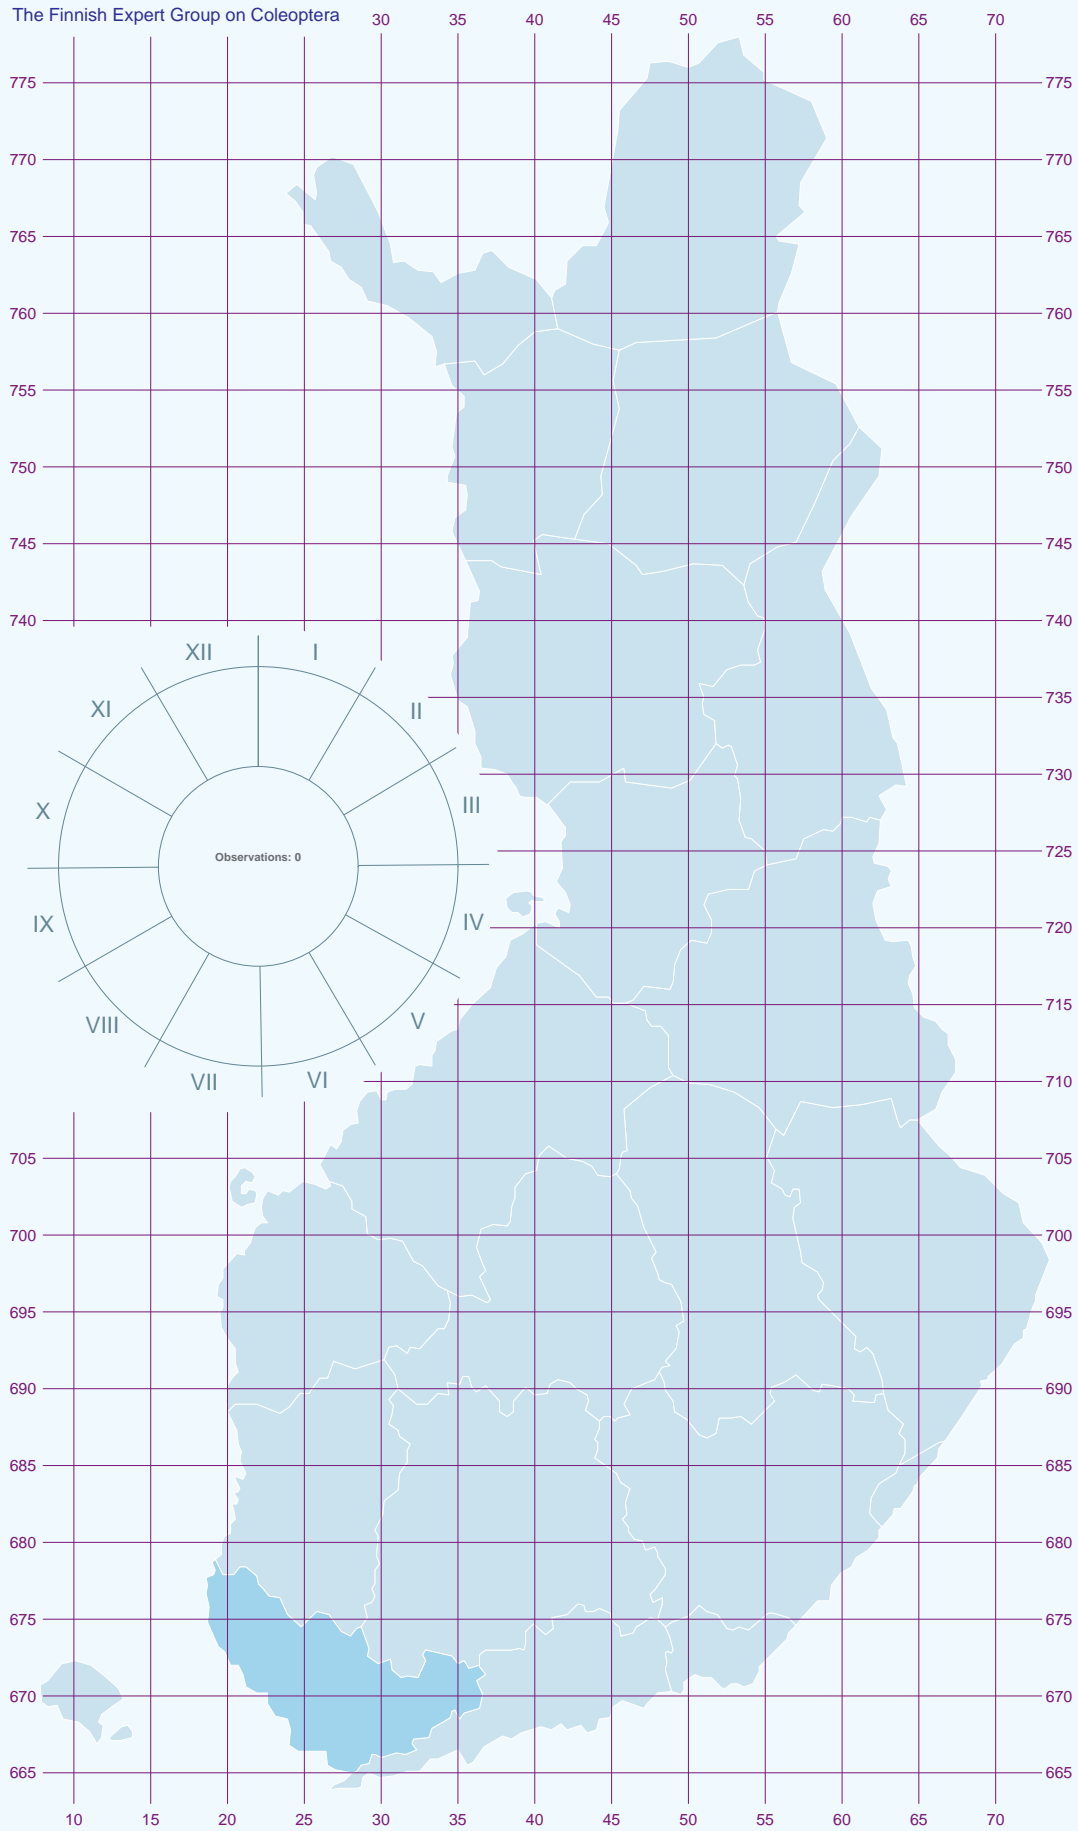 The Finnish Expert Group on Coleoptera 30 35 40 45 50 55 60 65 70
775 775
770 770
765 765
760 760
755 755
750 750
745 745
740 740
XII I
XI II
735
730
X III
Observations: 0
725
IX IV
720
715
VIII V
VII VI
710
705 705
700 700
695 695
690 690
685 685
680 680
675 675
670 670
665 665
10 15 20 25 30 35 40 45 50 55 60 65 70